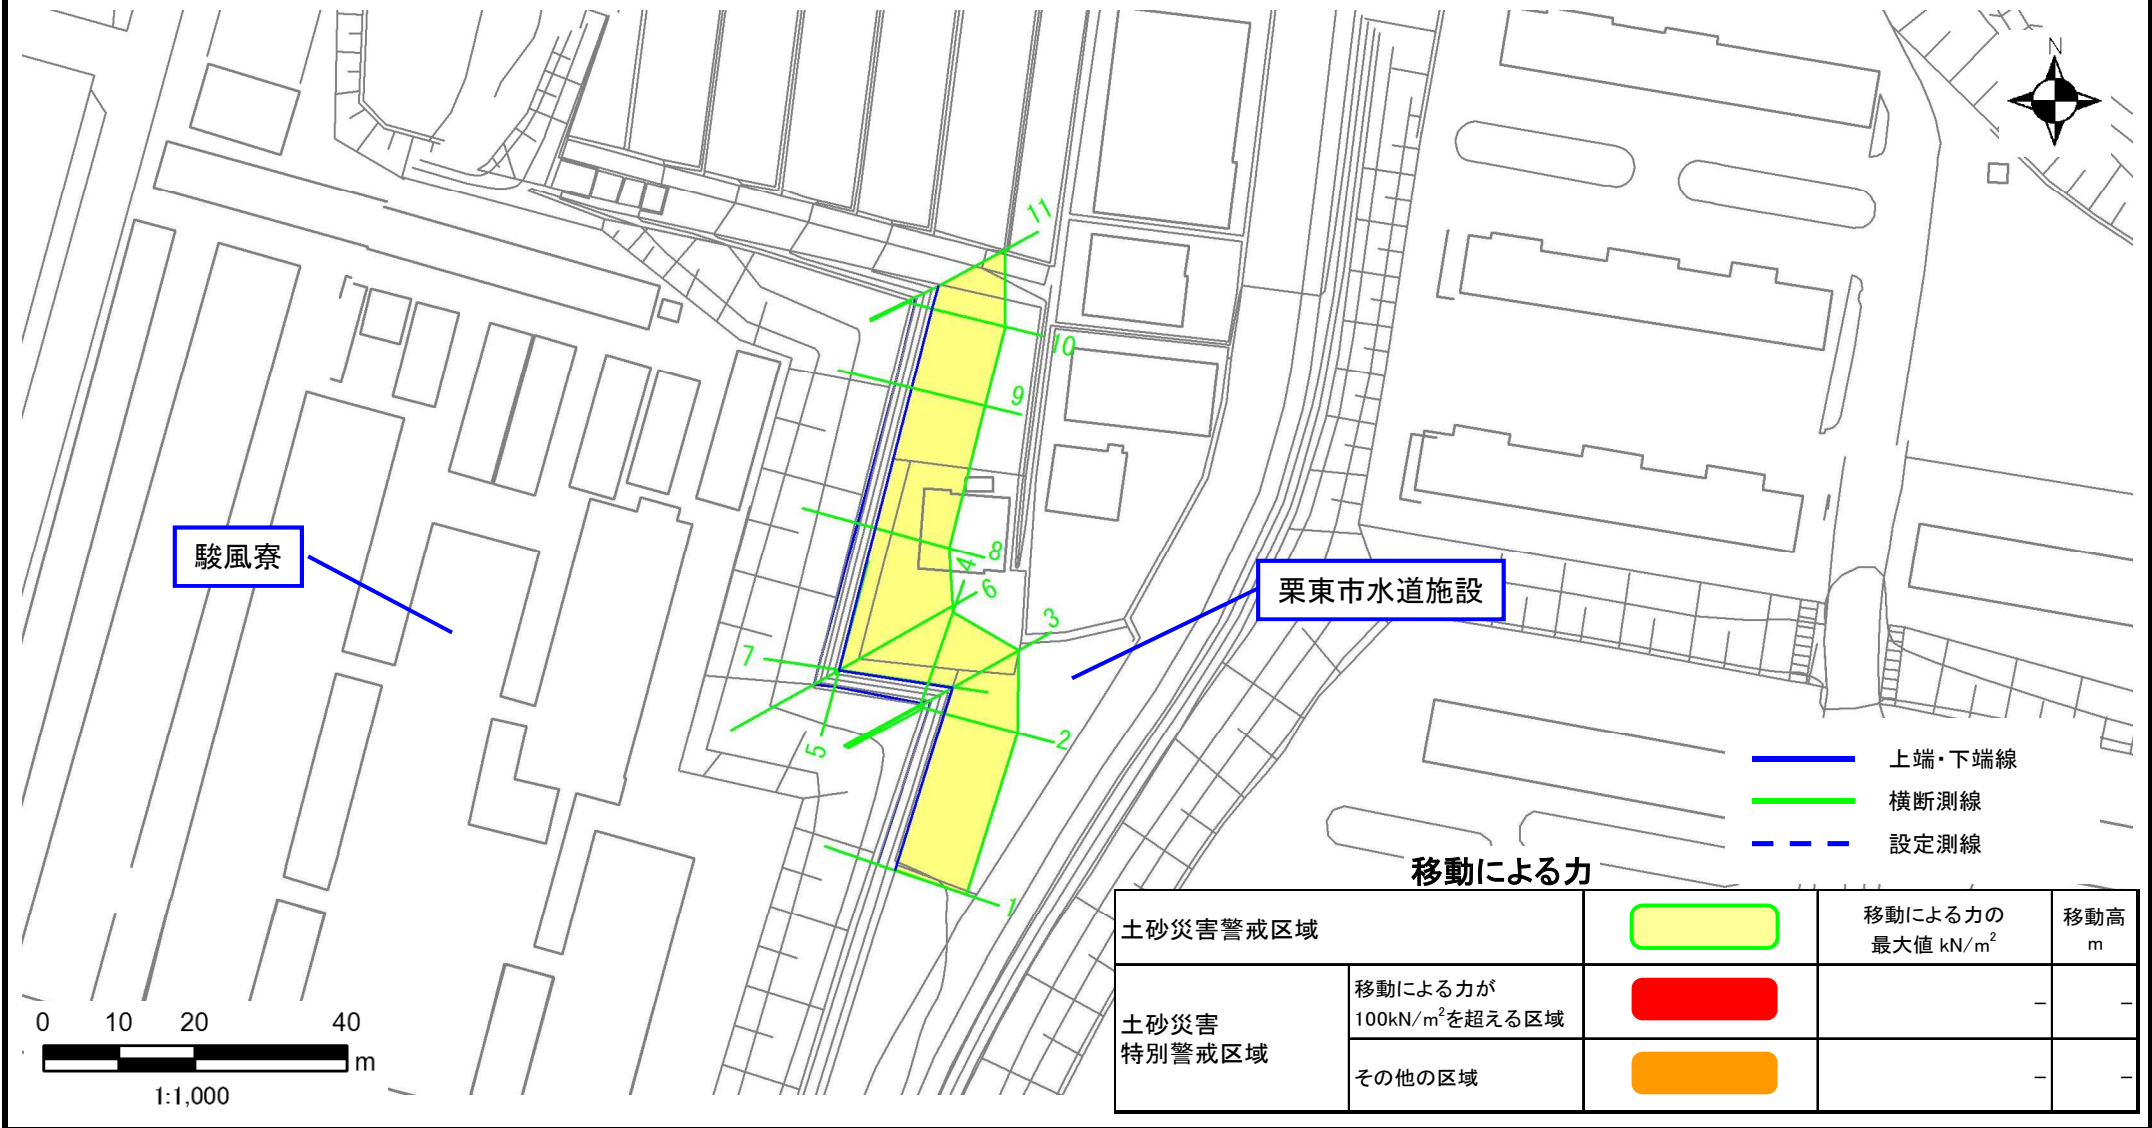 N
11
10
9
8
4
6
3
7
5
2
1
駿風寮
栗東市水道施設
上端・下端線
横断測線
設定測線
移動による力
土砂災害警戒区域
移動による力の
最大値 kN/m²
移動高
m
土砂災害
特別警戒区域
移動による力が
100kN/m²を超える区域
－
－
その他の区域
－
－
0 10 20 40
m
1:1,000